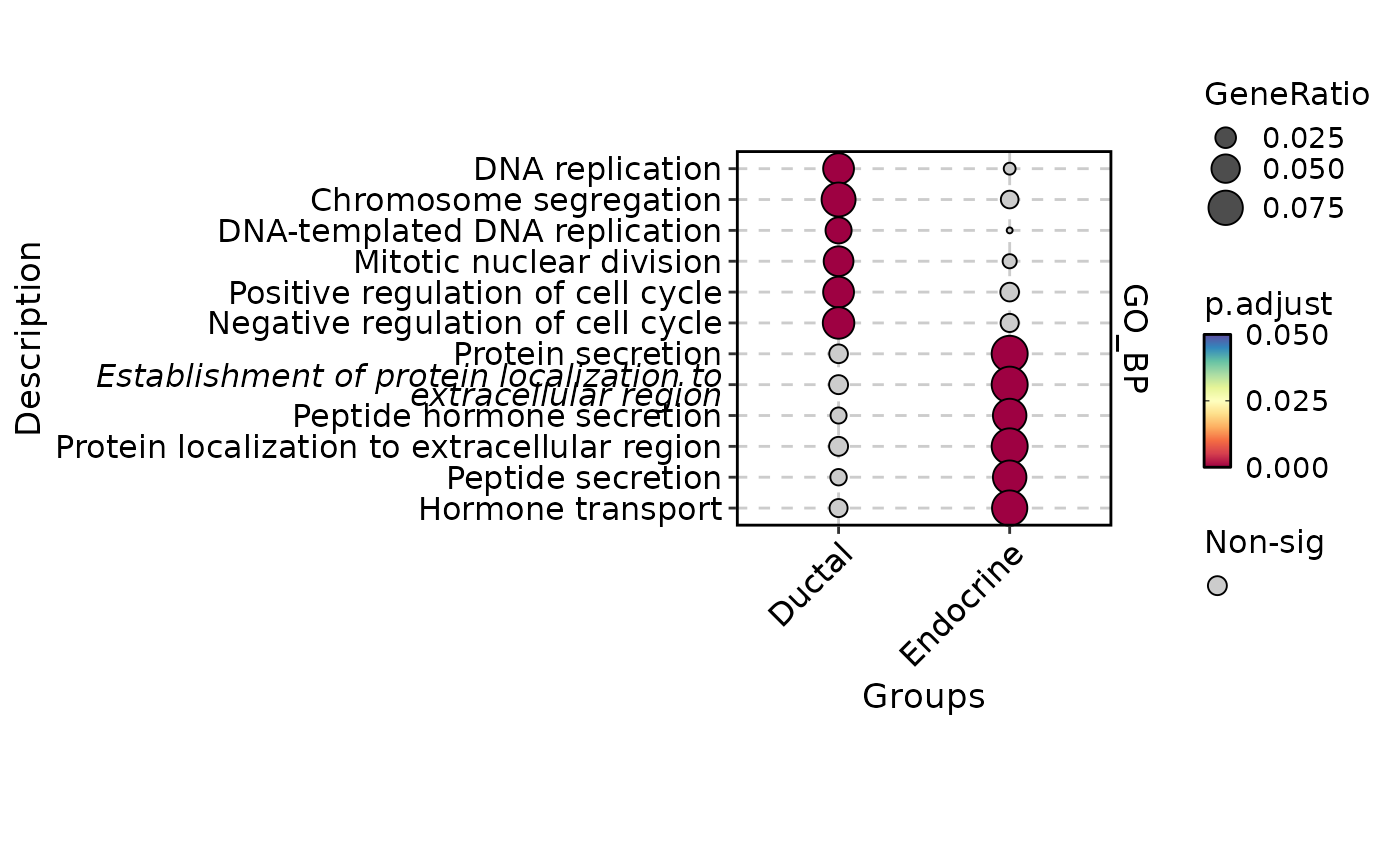 Description
DNA replication
Chromosome segregation
DNA-templated DNA replication
Mitotic nuclear division
Positive regulation of cell cycle
Negative regulation of cell cycle
Protein secretion
Establishment of protein localization to
extracellular region
Peptide hormone secretion
Protein localization to extracellular region
Peptide secretion
Hormone transport
Ductal
Endocrine
Groups
GO_BP
GeneRatio
0.025
0.050
0.075
p.adjust
0.050
0.025
0.000
Non-sig